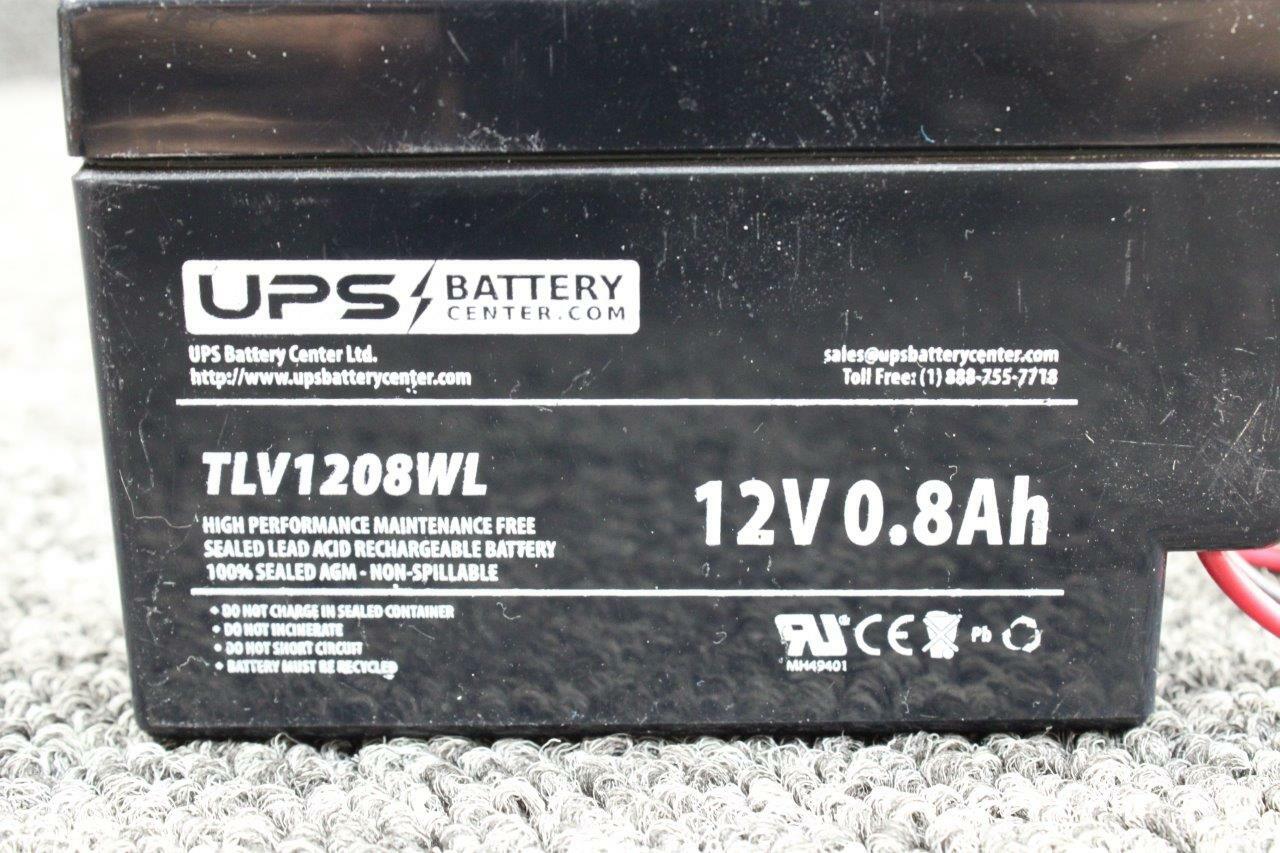 UPS BATTERY
CENTER.COM
UPS Battery Center Ltd.
http://www.upsbatterycenter.com
sales@upsbatterycenter.com
Toll Free: (1) 888-755-7718
TLV1208WL
12V 0.8Ah
HIGH PERFORMANCE MAINTENANCE FREE
SEALED LEAD ACID RECHARGEABLE BATTERY
100% SEALED AGM - NON-SPILLABLE
• DO NOT CHARGE IN SEALED CONTAINER
• DO NOT INCINERATE
• DO NOT SHORT CIRCUIT
• BATTERY MUST BE RECYCLED
RU® CE Pb
MH49401